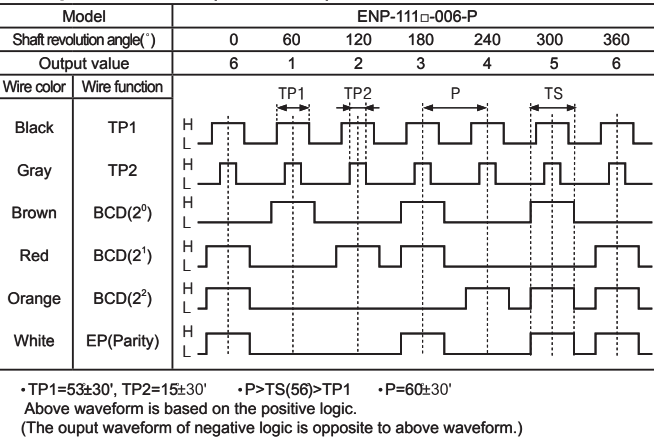 Model ENP-111□-006-P
Shaft revolution angle(°) 0 60 120 180 240 300 360
Output value 6 1 2 3 4 5 6
Wire color Wire function
TP1 TP2 P TS
Black TP1 H L
Gray TP2 H L
Brown BCD(2⁰) H L
Red BCD(2¹) H L
Orange BCD(2²) H L
White EP(Parity) H L
•TP1=53°±30', TP2=15°±30' •P>TS(56°)>TP1 •P=60°±30'
Above waveform is based on the positive logic.
(The ouput waveform of negative logic is opposite to above waveform.)